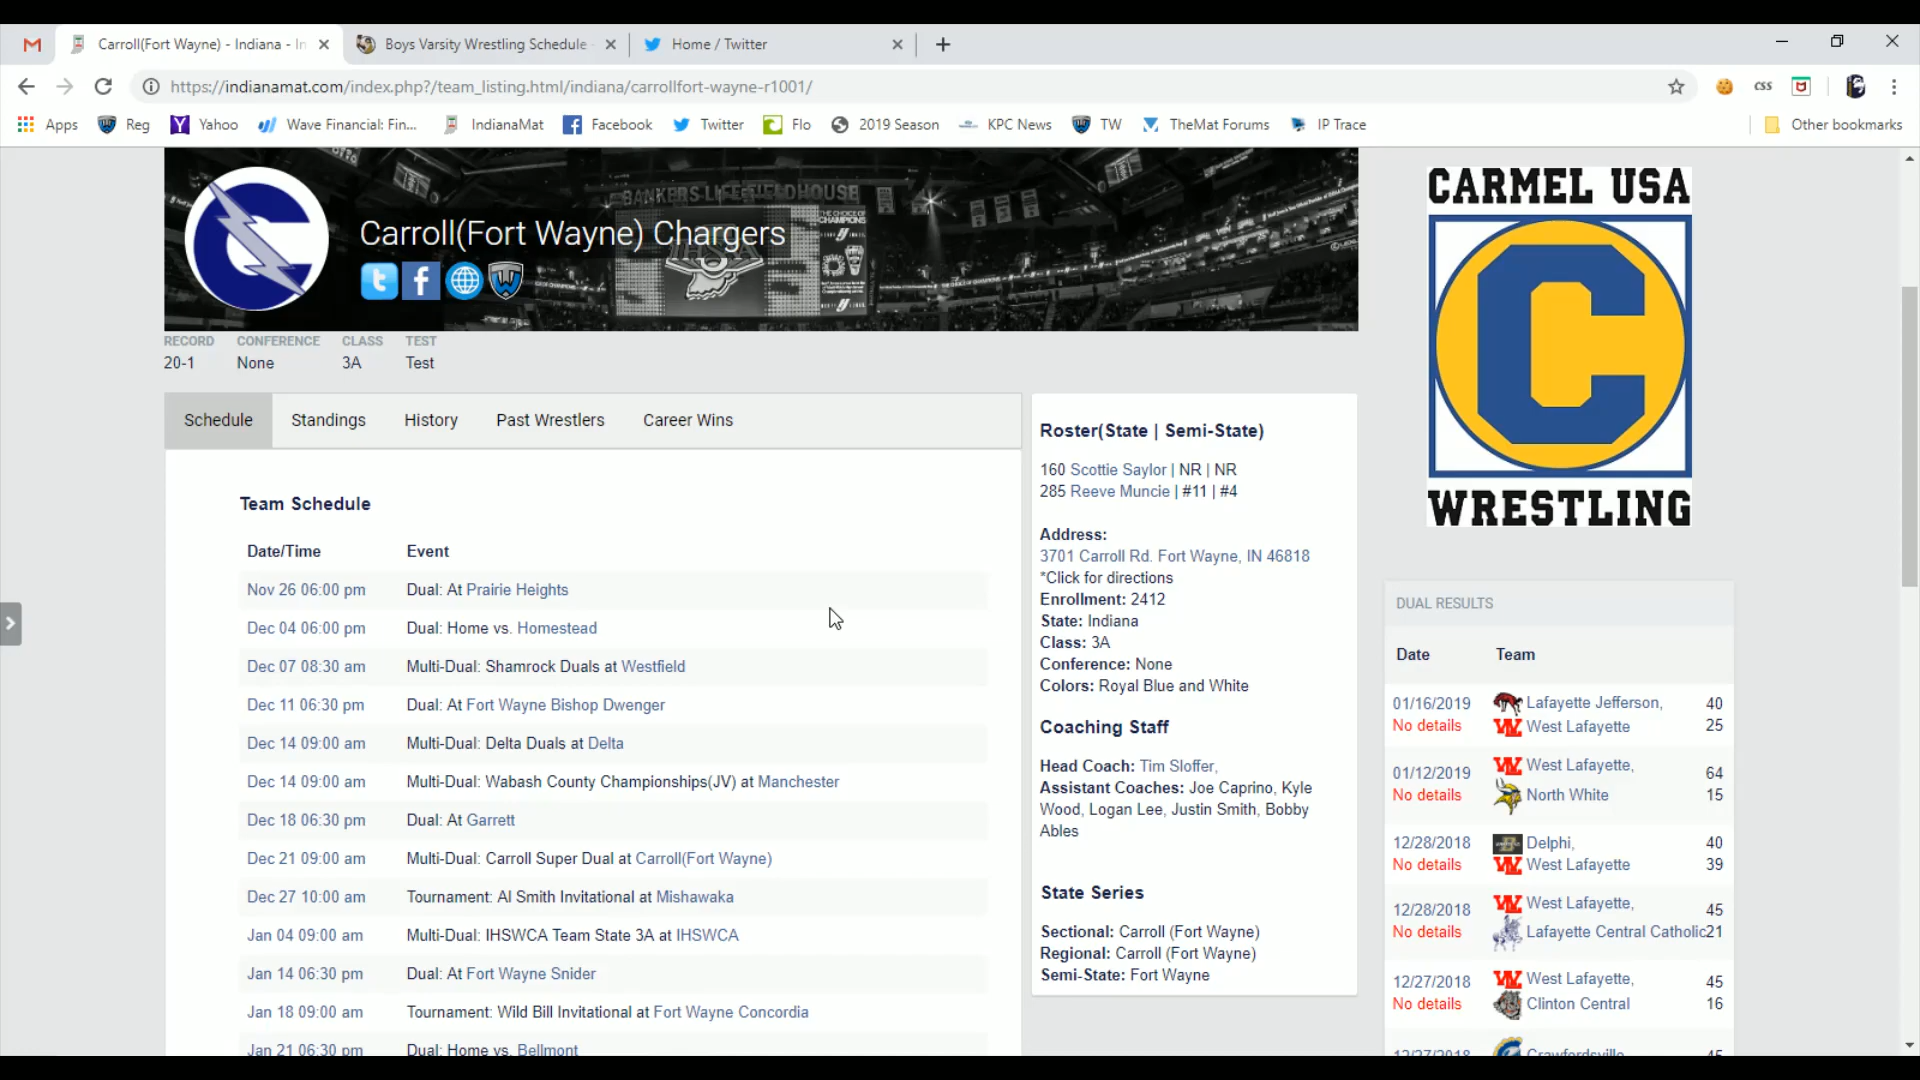 Carroll(Fort Wayne) - Indiana - In
Boys Varsity Wrestling Schedule
Home / Twitter
https://indianamat.com/index.php?/team_listing.html/indiana/carrollfort-wayne-r1001/
css
Apps
Reg
Yahoo
Wave Financial: Fin...
IndianaMat
Facebook
Twitter
Flo
2019 Season
KPC News
TW
TheMat Forums
IP Trace
Other bookmarks
BANKERS LIFE FIELDHOUSE
Carroll(Fort Wayne) Chargers
IHSAA
RECORD CONFERENCE CLASS TEST
20-1 None 3A Test
Schedule Standings History Past Wrestlers Career Wins
Team Schedule
Date/Time Event
Nov 26 06:00 pm Dual: At Prairie Heights
Dec 04 06:00 pm Dual: Home vs. Homestead
Dec 07 08:30 am Multi-Dual: Shamrock Duals at Westfield
Dec 11 06:30 pm Dual: At Fort Wayne Bishop Dwenger
Dec 14 09:00 am Multi-Dual: Delta Duals at Delta
Dec 14 09:00 am Multi-Dual: Wabash County Championships(JV) at Manchester
Dec 18 06:30 pm Dual: At Garrett
Dec 21 09:00 am Multi-Dual: Carroll Super Dual at Carroll(Fort Wayne)
Dec 27 10:00 am Tournament: Al Smith Invitational at Mishawaka
Jan 04 09:00 am Multi-Dual: IHSWCA Team State 3A at IHSWCA
Jan 14 06:30 pm Dual: At Fort Wayne Snider
Jan 18 09:00 am Tournament: Wild Bill Invitational at Fort Wayne Concordia
Jan 21 06:30 pm Dual: Home vs. Bellmont
Roster(State | Semi-State)
160 Scottie Saylor | NR | NR
285 Reeve Muncie | #11 | #4
Address:
3701 Carroll Rd. Fort Wayne, IN 46818
*Click for directions
Enrollment: 2412
State: Indiana
Class: 3A
Conference: None
Colors: Royal Blue and White
Coaching Staff
Head Coach: Tim Sloffer,
Assistant Coaches: Joe Caprino, Kyle
Wood, Logan Lee, Justin Smith, Bobby
Ables
State Series
Sectional: Carroll (Fort Wayne)
Regional: Carroll (Fort Wayne)
Semi-State: Fort Wayne
CARMEL USA
C
WRESTLING
DUAL RESULTS
Date Team
01/16/2019 Lafayette Jefferson, 40
No details West Lafayette 25
01/12/2019 West Lafayette, 64
No details North White 15
12/28/2018 Delphi, 40
No details West Lafayette 39
12/28/2018 West Lafayette, 45
No details Lafayette Central Catholic 21
12/27/2018 West Lafayette, 45
No details Clinton Central 16
12/27/2018 Crawfordsville, 45